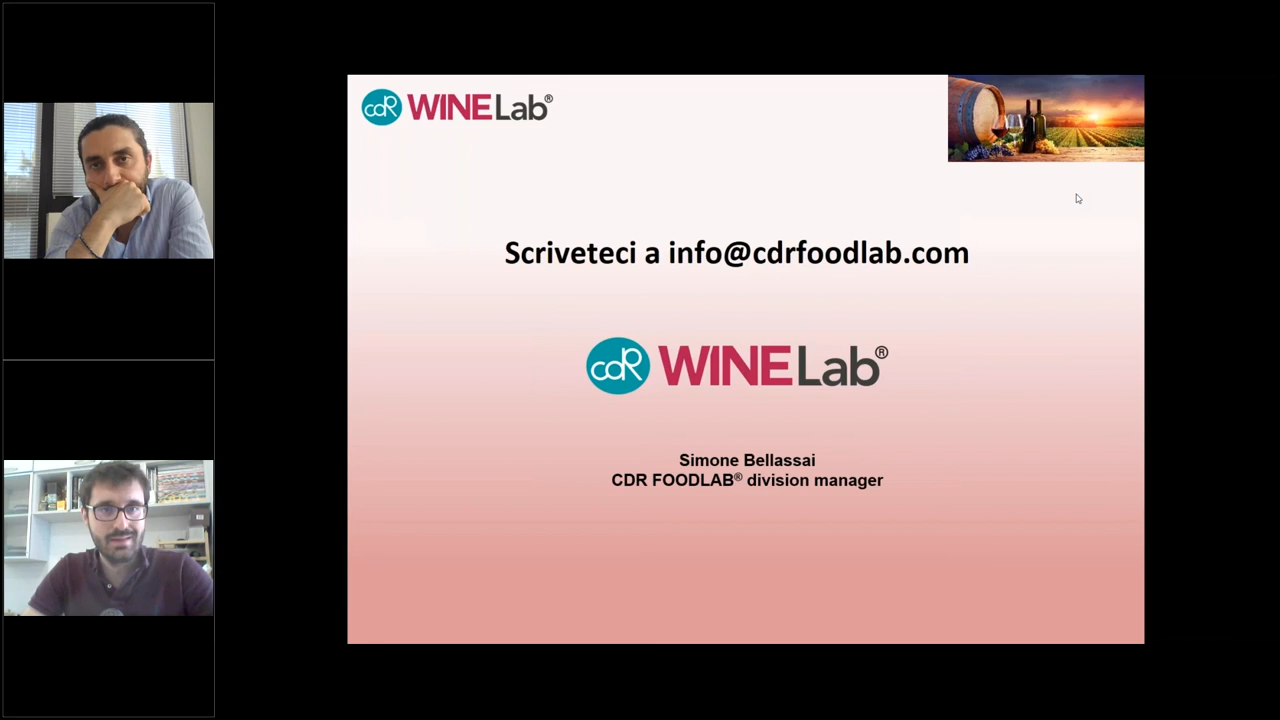 cdR WINELab®
Scriveteci a info@cdrfoodlab.com
cdR WINELab®
Simone Bellassai
CDR FOODLAB® division manager